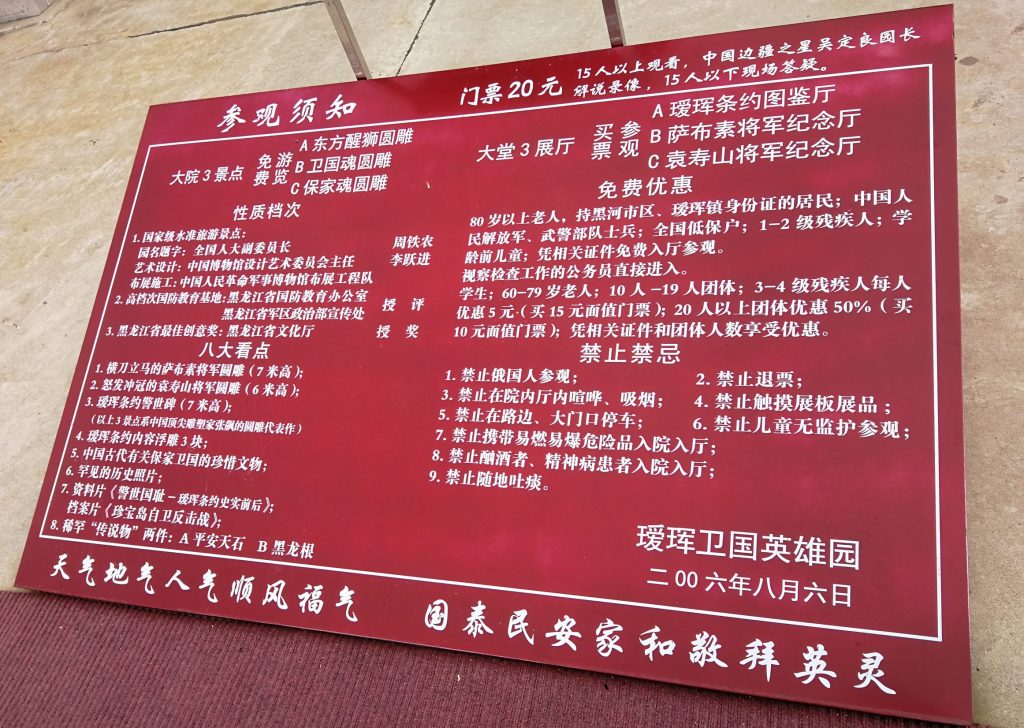 参观须知
门票20元
15人以上观看，中国边疆之星吴定良园长
解说录像，15人以下现场答疑。
大院3景点 免费 游览
A东方醒狮圆雕
B卫国魂圆雕
C保家魂圆雕
性质档次
1.国家级水准旅游景点：
园名题字：全国人大副委员长 周铁农
艺术设计：中国博物馆设计艺术委员会主任 李跃进
布展施工：中国人民革命军事博物馆布展工程队
2.高档次国防教育基地：黑龙江省国防教育办公室
黑龙江省军区政治部宣传处 授 评
3.黑龙江省最佳创意奖：黑龙江省文化厅 授 奖
八大看点
1.横刀立马的萨布素将军圆雕（7米高）；
2.怒发冲冠的袁寿山将军圆雕（6米高）；
3.瑷珲条约警世碑（7米高）；
（以上3景点系中国顶尖雕塑家张飙的圆雕代表作）
4.瑷珲条约内容浮雕3块；
5.中国古代有关保家卫国的珍惜文物；
6.罕见的历史照片；
7.资料片《警世国耻－瑷珲条约史实前后》；
档案片《珍宝岛自卫反击战》；
8.稀罕“传说物”两件：A平安天石 B黑龙根
大堂3展厅 买票 参观
A瑷珲条约图鉴厅
B萨布素将军纪念厅
C袁寿山将军纪念厅
免费优惠
80岁以上老人，持黑河市区、瑷珲镇身份证的居民；中国人
民解放军、武警部队士兵；全国低保户；1-2级残疾人；学
龄前儿童；凭相关证件免费入厅参观。
视察检查工作的公务员直接进入。
学生；60-79岁老人；10人-19人团体；3-4级残疾人每人
优惠5元·（买15元面值门票）；20人以上团体优惠50%（买
10元面值门票）；凭相关证件和团体人数享受优惠。
禁止禁忌
1.禁止俄国人参观； 2.禁止退票；
3.禁止在院内厅内喧哗、吸烟； 4.禁止触摸展板展品；
5.禁止在路边、大门口停车； 6.禁止儿童无监护参观；
7.禁止携带易燃易爆危险品入院入厅；
8.禁止酗酒者、精神病患者入院入厅；
9.禁止随地吐痰。
瑷珲卫国英雄园
二00六年八月六日
天气地气人气顺风福气 国泰民安家和敬拜英灵